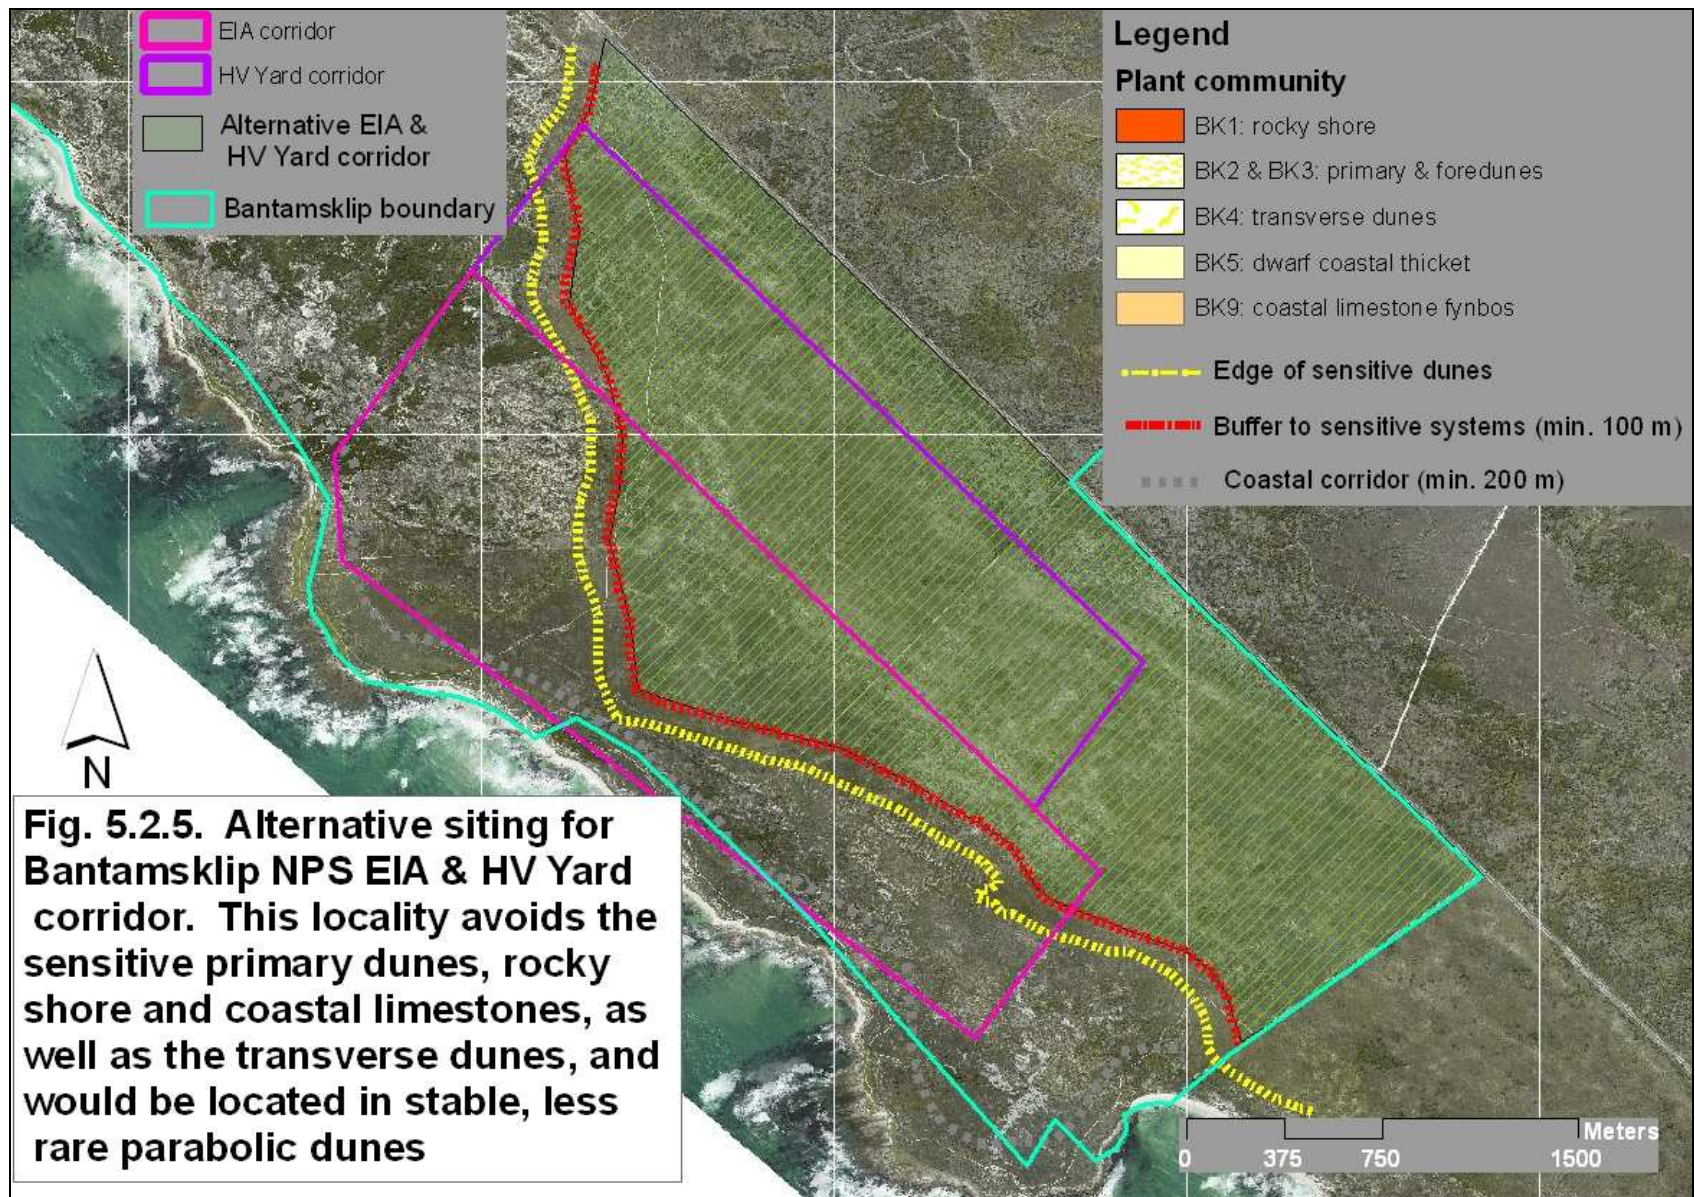 EIA corridor
HV Yard corridor
Alternative EIA &
HV Yard corridor
Bantamsklip boundary
Legend
Plant community
BK1: rocky shore
BK2 & BK3: primary & foredunes
BK4: transverse dunes
BK5: dwarf coastal thicket
BK9: coastal limestone fynbos
Edge of sensitive dunes
Buffer to sensitive systems (min. 100 m)
Coastal corridor (min. 200 m)
N
Fig. 5.2.5. Alternative siting for
Bantamsklip NPS EIA & HV Yard
corridor. This locality avoids the
sensitive primary dunes, rocky
shore and coastal limestones, as
well as the transverse dunes, and
would be located in stable, less
rare parabolic dunes
Meters
0 375 750 1500